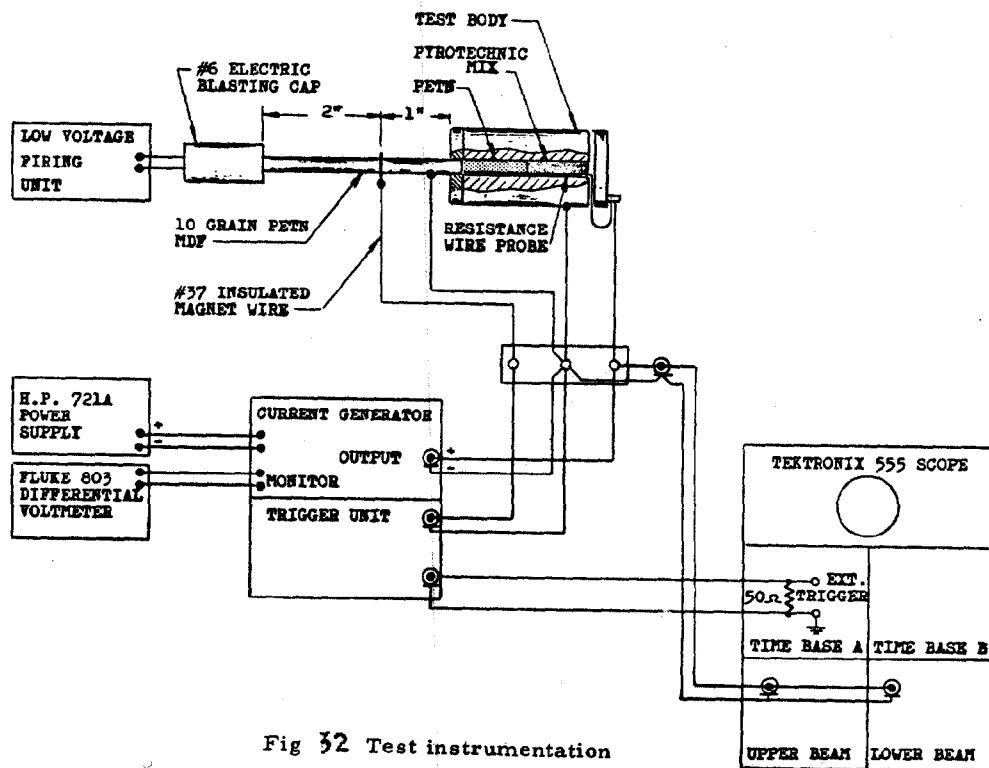 TEST BODY
PYROTECHNIC
MIX
PETN
#6 ELECTRIC
BLASTING CAP
2"
1"
LOW VOLTAGE
FIRING
UNIT
10 GRAIN PETN
MDF
RESISTANCE
WIRE PROBE
#37 INSULATED
MAGNET WIRE
H.P. 721A
POWER
SUPPLY
+
-
CURRENT GENERATOR
OUTPUT
+
-
MONITOR
FLUKE 803
DIFFERENTIAL
VOLTMETER
TRIGGER UNIT
TEKTRONIX 555 SCOPE
EXT.
TRIGGER
50Ω
TIME BASE A
TIME BASE B
UPPER BEAM
LOWER BEAM
Fig 32 Test instrumentation